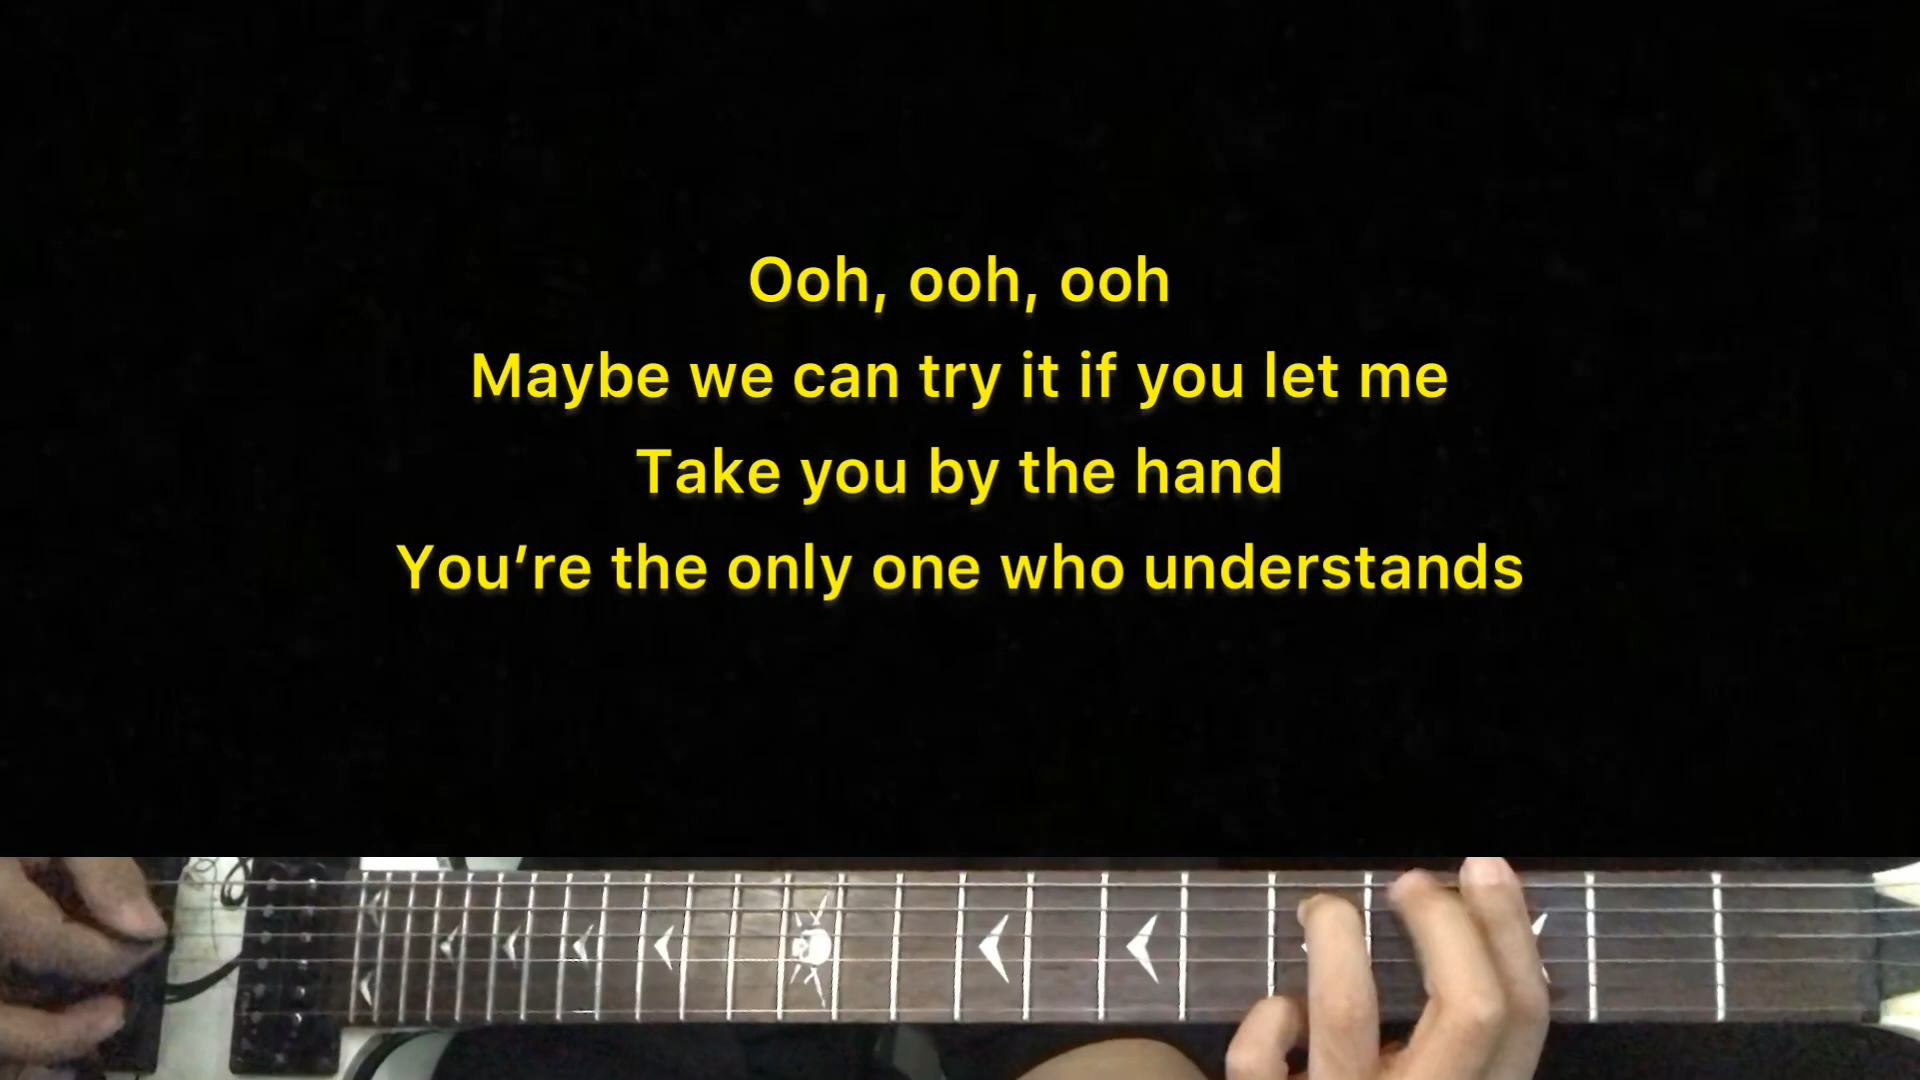 Ooh, ooh, ooh
Maybe we can try it if you let me
Take you by the hand
You’re the only one who understands